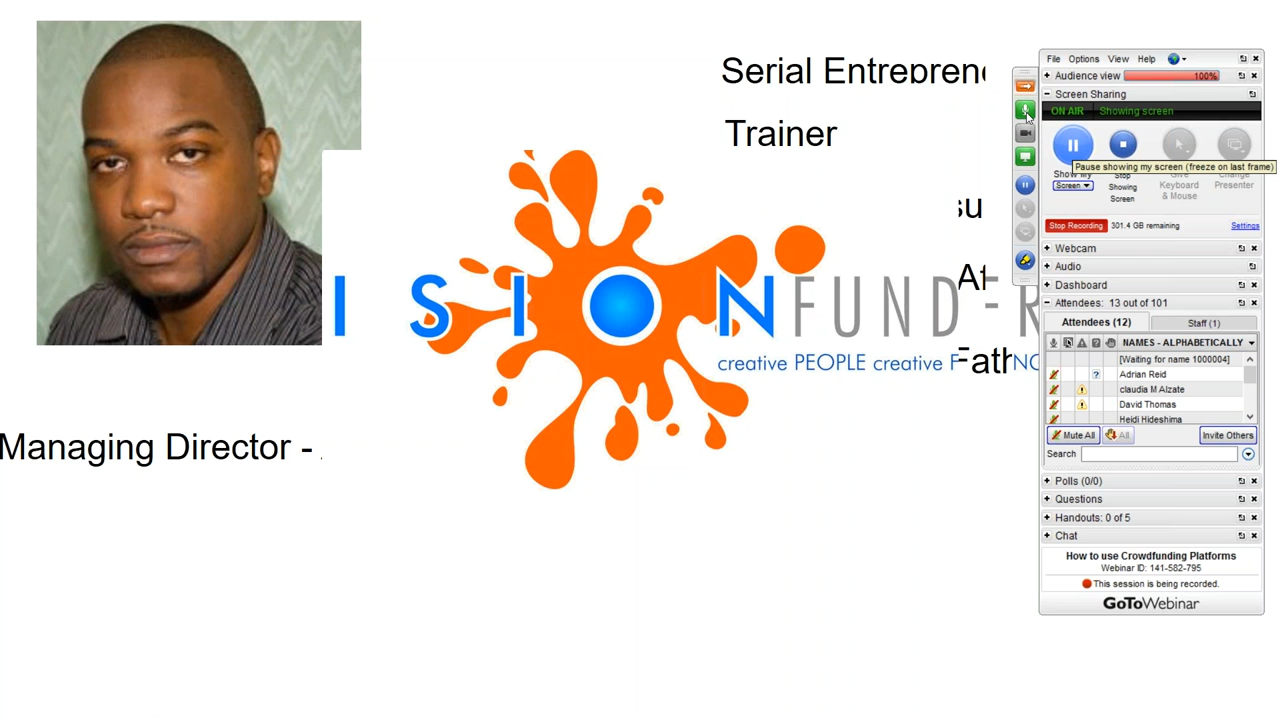 Serial Entreprene
Trainer
su
At
Fath
ISION FUND-R
creative PEOPLE creative F
NC
Managing Director -
File Options View Help
Audience view 100%
Screen Sharing
ON AIR Showing screen
Pause showing my screen (freeze on last frame)
Show My Screen
Stop Showing Screen
Give Keyboard & Mouse
Change Presenter
Stop Recording 301.4 GB remaining Settings
Webcam
Audio
Dashboard
Attendees: 13 out of 101
Attendees (12) Staff (1)
NAMES - ALPHABETICALLY
[Waiting for name 1000004]
Adrian Reid
claudia M Alzate
David Thomas
Heidi Hideshima
Mute All All Invite Others
Search
Polls (0/0)
Questions
Handouts: 0 of 5
Chat
How to use Crowdfunding Platforms
Webinar ID: 141-582-795
This session is being recorded.
GoToWebinar